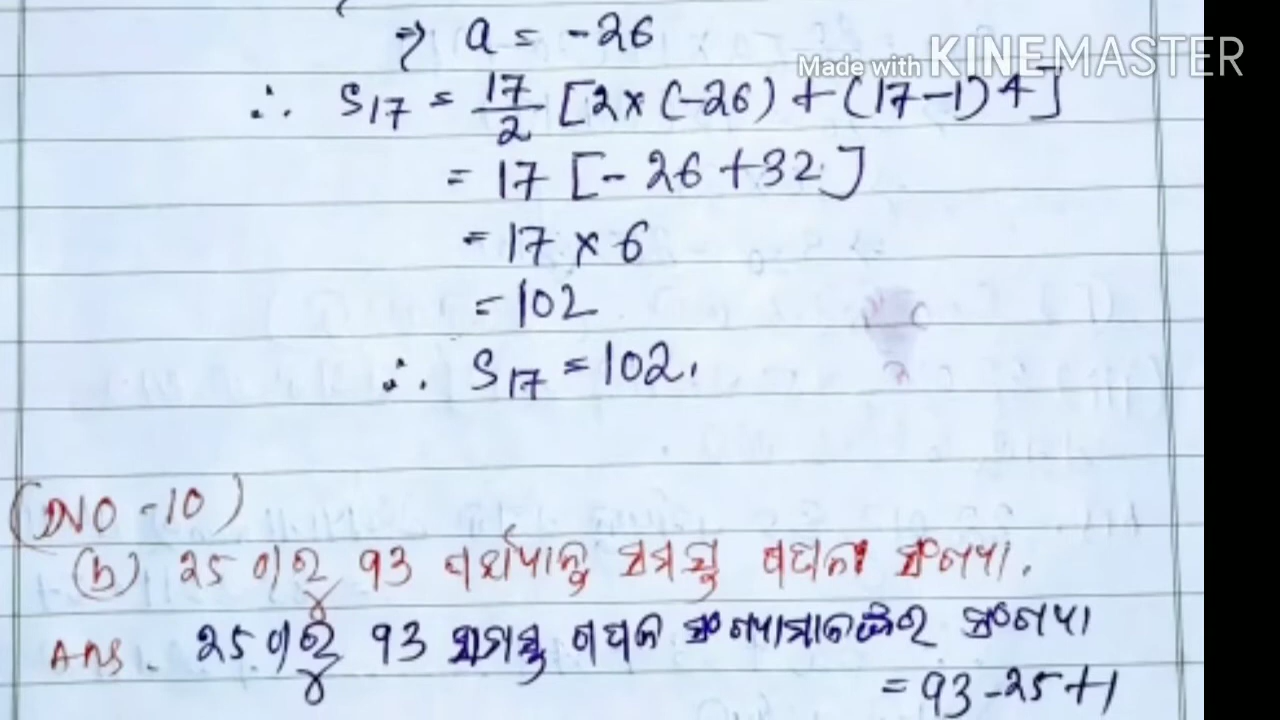 ⇒ a = -26
Made with KINEMASTER
∴ S₁₇ = 17/2 [2×(-26) + (17-1)4]
= 17 [-26+32]
= 17 × 6
= 102
∴ S₁₇ = 102.
(NO-10)
(b) 25 ଠାରୁ 93 ପର୍ଯ୍ୟନ୍ତ ସମସ୍ତ ଗଣନ ସଂଖ୍ୟା.
Ans. 25 ଠାରୁ 93 ସମସ୍ତ ଗଣନ ସଂଖ୍ୟାମାନଙ୍କର ସଂଖ୍ୟା
= 93-25+1